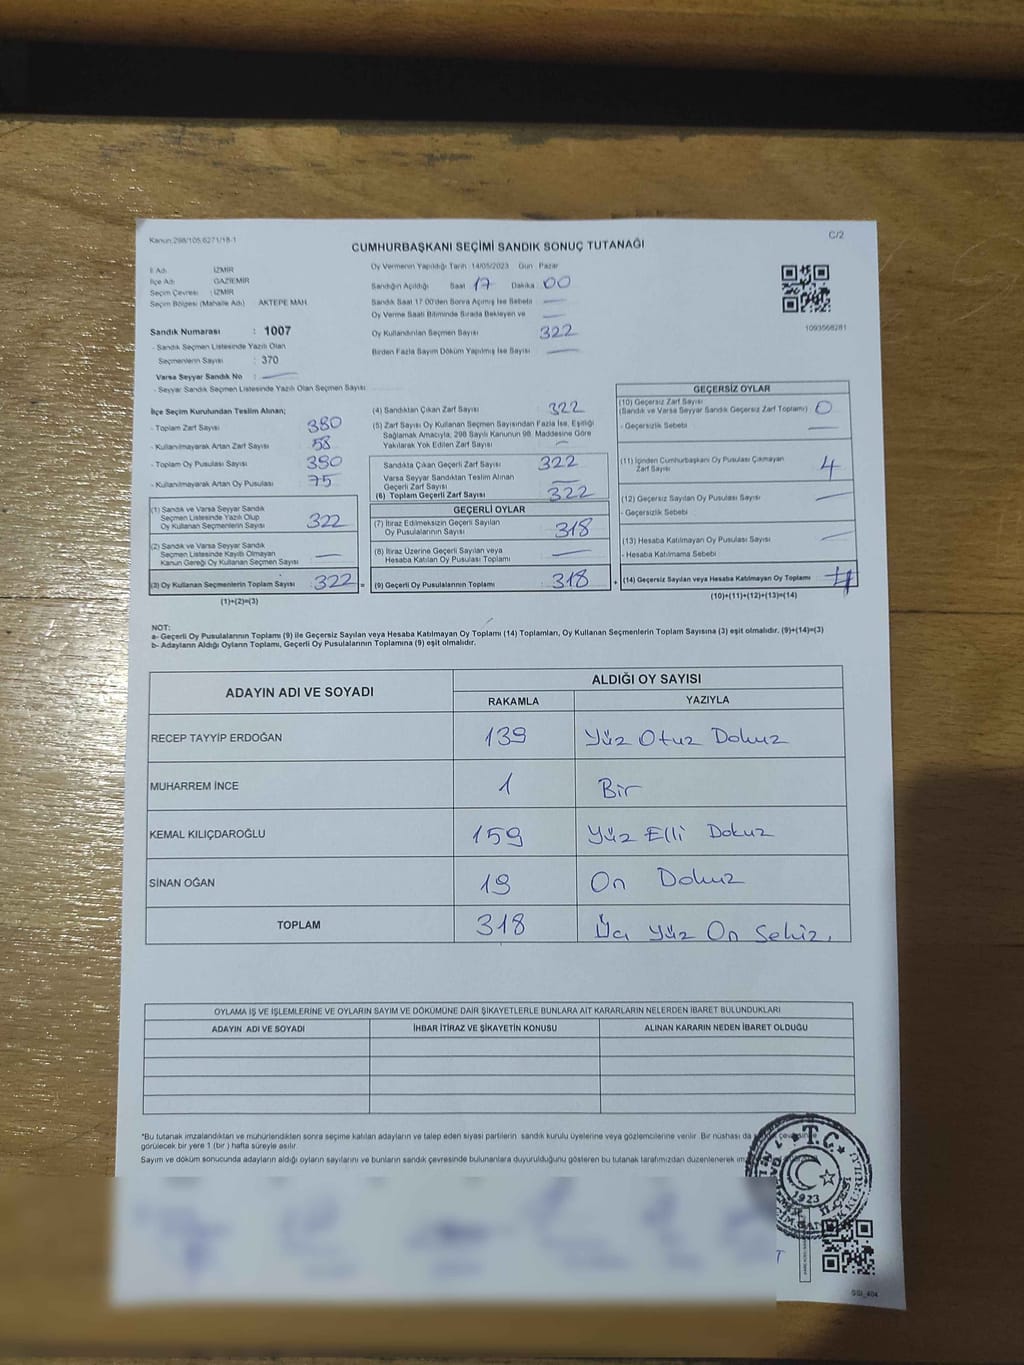 Kanun:298/105,6271/18-1
C/2
CUMHURBAŞKANI SEÇİMİ SANDIK SONUÇ TUTANAĞI
İl Adı : İZMİR
İlçe Adı : GAZİEMİR
Seçim Çevresi : İZMİR
Seçim Bölgesi (Mahalle Adı) AKTEPE MAH
Sandık Numarası : 1007
- Sandık Seçmen Listesinde Yazılı Olan
Seçmenlerin Sayısı : 370
Varsa Seyyar Sandık No :
- Seyyar Sandık Seçmen Listesinde Yazılı Olan Seçmen Sayısı
Oy Vermenin Yapıldığı Tarih : 14/05/2023 Gün : Pazar
Sandığın Açıldığı Saat 17 Dakika 00
Sandık Saat 17:00'den Sonra Açımış İse Sebebi
Oy Verme Saati Bitiminde Sırada Bekleyen ve
Oy Kullandırılan Seçmen Sayısı 322
Birden Fazla Sayım Döküm Yapılmış İse Sayısı
1093568281
İlçe Seçim Kurulundan Teslim Alınan;
- Toplam Zarf Sayısı : 380
- Kullanılmayarak Artan Zarf Sayısı : 58
- Toplam Oy Pusulası Sayısı : 390
- Kullanılmayarak Artan Oy Pusulası : 75
(1) Sandık ve Varsa Seyyar Sandık
Seçmen Listesinde Yazılı Olup
Oy Kullanan Seçmenlerin Sayısı : 322
(2) Sandık ve Varsa Seyyar Sandık
Seçmen Listesinde Kayıtlı Olmayan
Kanun Gereği Oy Kullanan Seçmen Sayısı
(3) Oy Kullanan Seçmenlerin Toplam Sayısı : 322 =
(1)+(2)=(3)
(4) Sandıktan Çıkan Zarf Sayısı : 322
(5) Zarf Sayısı Oy Kullanan Seçmen Sayısından Fazla İse, Eşitliği
Sağlamak Amacıyla; 298 Sayılı Kanunun 98. Maddesine Göre
Yakılarak Yok Edilen Zarf Sayısı
Sandıkta Çıkan Geçerli Zarf Sayısı : 322
Varsa Seyyar Sandıktan Teslim Alınan
Geçerli Zarf Sayısı
(6) Toplam Geçerli Zarf Sayısı : 322
GEÇERLİ OYLAR
(7) İtiraz Edilmeksizin Geçerli Sayılan
Oy Pusulalarının Sayısı : 318
(8) İtiraz Üzerine Geçerli Sayılan veya
Hesaba Katılan Oy Pusulası Toplamı
(9) Geçerli Oy Pusulalarının Toplamı : 318 +
GEÇERSİZ OYLAR
(10) Geçersiz Zarf Sayısı
(Sandık ve Varsa Seyyar Sandık Geçersiz Zarf Toplamı) : 0
- Geçersizlik Sebebi
(11) İçinden Cumhurbaşkanı Oy Pusulası Çıkmayan
Zarf Sayısı : 4
(12) Geçersiz Sayılan Oy Pusulası Sayısı
- Geçersizlik Sebebi
(13) Hesaba Katılmayan Oy Pusulası Sayısı
- Hesaba Katılmama Sebebi
(14) Geçersiz Sayılan veya Hesaba Katılmayan Oy Toplamı : 4
(10)+(11)+(12)+(13)=(14)
NOT:
a- Geçerli Oy Pusulalarının Toplamı (9) ile Geçersiz Sayılan veya Hesaba Katılmayan Oy Toplamı (14) Toplamları, Oy Kullanan Seçmenlerin Toplam Sayısına (3) eşit olmalıdır. (9)+(14)=(3)
b- Adayların Aldığı Oyların Toplamı, Geçerli Oy Pusulalarının Toplamına (9) eşit olmalıdır.
ADAYIN ADI VE SOYADI
ALDIĞI OY SAYISI
RAKAMLA YAZIYLA
RECEP TAYYİP ERDOĞAN 139 Yüz Otuz Dokuz
MUHARREM İNCE 1 Bir
KEMAL KILIÇDAROĞLU 159 Yüz Elli Dokuz
SİNAN OĞAN 19 On Dokuz
TOPLAM 318 Üç Yüz On Sekiz.
OYLAMA İŞ VE İŞLEMLERİNE VE OYLARIN SAYIM VE DÖKÜMÜNE DAİR ŞİKAYETLERLE BUNLARA AİT KARARLARIN NELERDEN İBARET BULUNDUKLARI
ADAYIN ADI VE SOYADI İHBAR İTİRAZ VE ŞİKAYETİN KONUSU ALINAN KARARIN NEDEN İBARET OLDUĞU
*Bu tutanak imzalandıktan ve mühürlendikten sonra seçime katılan adayların ve talep eden siyasi partilerin sandık kurulu üyelerine veya gözlemcilerine verilir. Bir nüshası da
görülecek bir yere 1 (bir ) hafta süreyle asılır.
Sayım ve döküm sonucunda adayların aldığı oyların sayılarını ve bunların sandık çevresinde bulunanlara duyurulduğunu gösteren bu tutanak tarafımızdan düzenlenerek
T.C.
1923